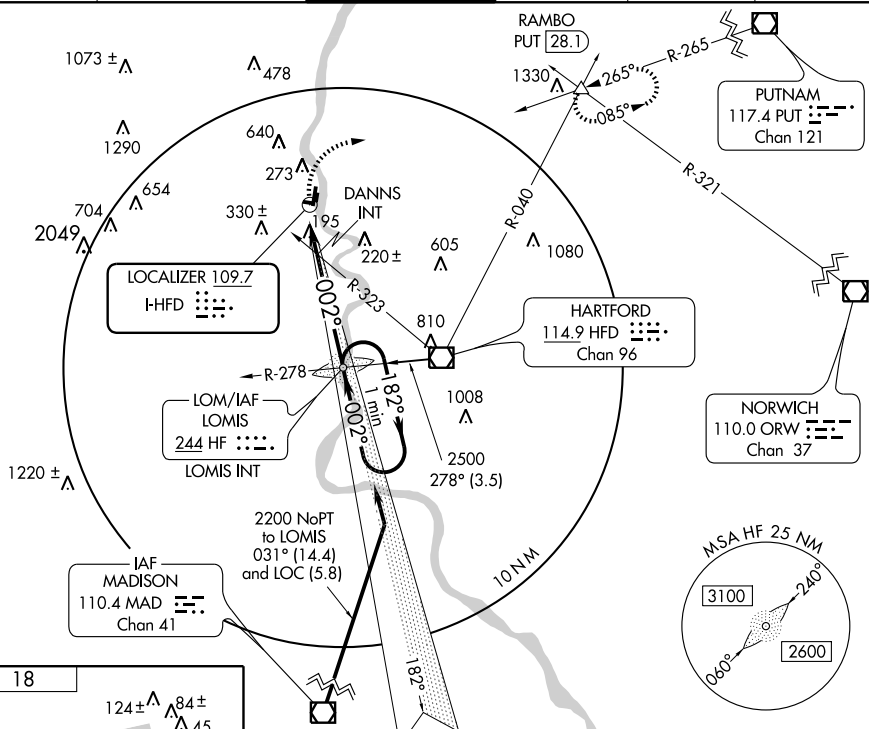 RAMBO
PUT 28.1
1073 ±
478
1330
265°
R-265
085°
PUTNAM
117.4 PUT
Chan 121
1290
640
273
R-040
R-321
654
704
2049
330 ±
195
DANNS
INT
220 ±
605
1080
LOCALIZER 109.7
I-HFD
002°
R-323
810
HARTFORD
114.9 HFD
Chan 96
R-278
182°
1 min
002°
LOM/IAF
LOMIS
244 HF
LOMIS INT
1008
2500
278° (3.5)
NORWICH
110.0 ORW
Chan 37
1220 ±
2200 NoPT
to LOMIS
031° (14.4)
and LOC (5.8)
10 NM
IAF
MADISON
110.4 MAD
Chan 41
MSA HF 25 NM
3100
240°
2600
060°
182°
18
124±
84±
45